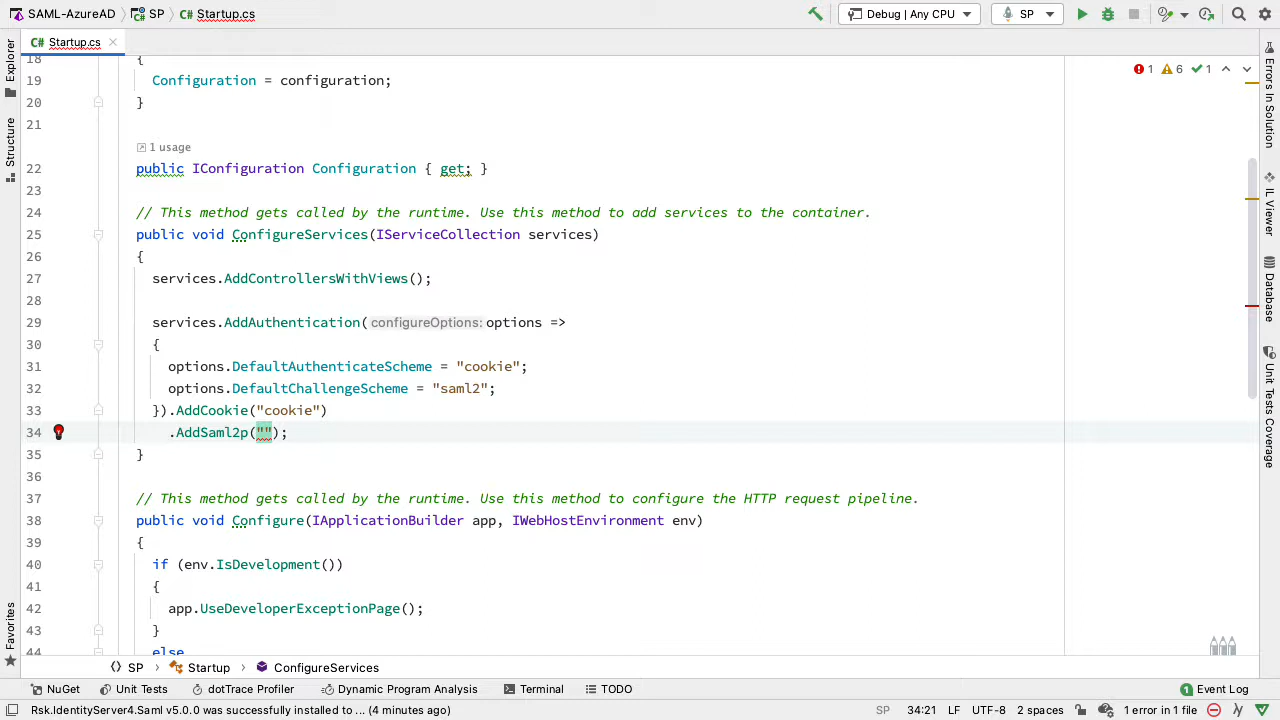 SAML-AzureAD SP Startup.cs Debug | Any CPU SP
C# Startup.cs
Explorer
Structure
Favorites
Errors In Solution
IL Viewer
Database
Unit Tests Coverage
1 6 1
18 {
19 Configuration = configuration;
20 }
21
1 usage
22 public IConfiguration Configuration { get; }
23
24 // This method gets called by the runtime. Use this method to add services to the container.
25 public void ConfigureServices(IServiceCollection services)
26 {
27 services.AddControllersWithViews();
28
29 services.AddAuthentication(configureOptions: options =>
30 {
31 options.DefaultAuthenticateScheme = "cookie";
32 options.DefaultChallengeScheme = "saml2";
33 }).AddCookie("cookie")
34 .AddSaml2p("");
35 }
36
37 // This method gets called by the runtime. Use this method to configure the HTTP request pipeline.
38 public void Configure(IApplicationBuilder app, IWebHostEnvironment env)
39 {
40 if (env.IsDevelopment())
41 {
42 app.UseDeveloperExceptionPage();
43 }
44 else
SP Startup ConfigureServices
NuGet Unit Tests dotTrace Profiler Dynamic Program Analysis Terminal TODO 1 Event Log
Rsk.IdentityServer4.Saml v5.0.0 was successfully installed to ... (4 minutes ago) SP 34:21 LF UTF-8 2 spaces 1 error in 1 file